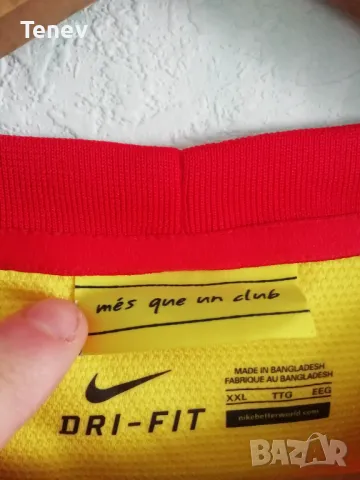 Tenev
més que un club
MADE IN BANGLADESH
FABRIQUE AU BANGLADESH
XXL TTG EEG
nikebetterworld.com
DRI-FIT
BAZAR
bg